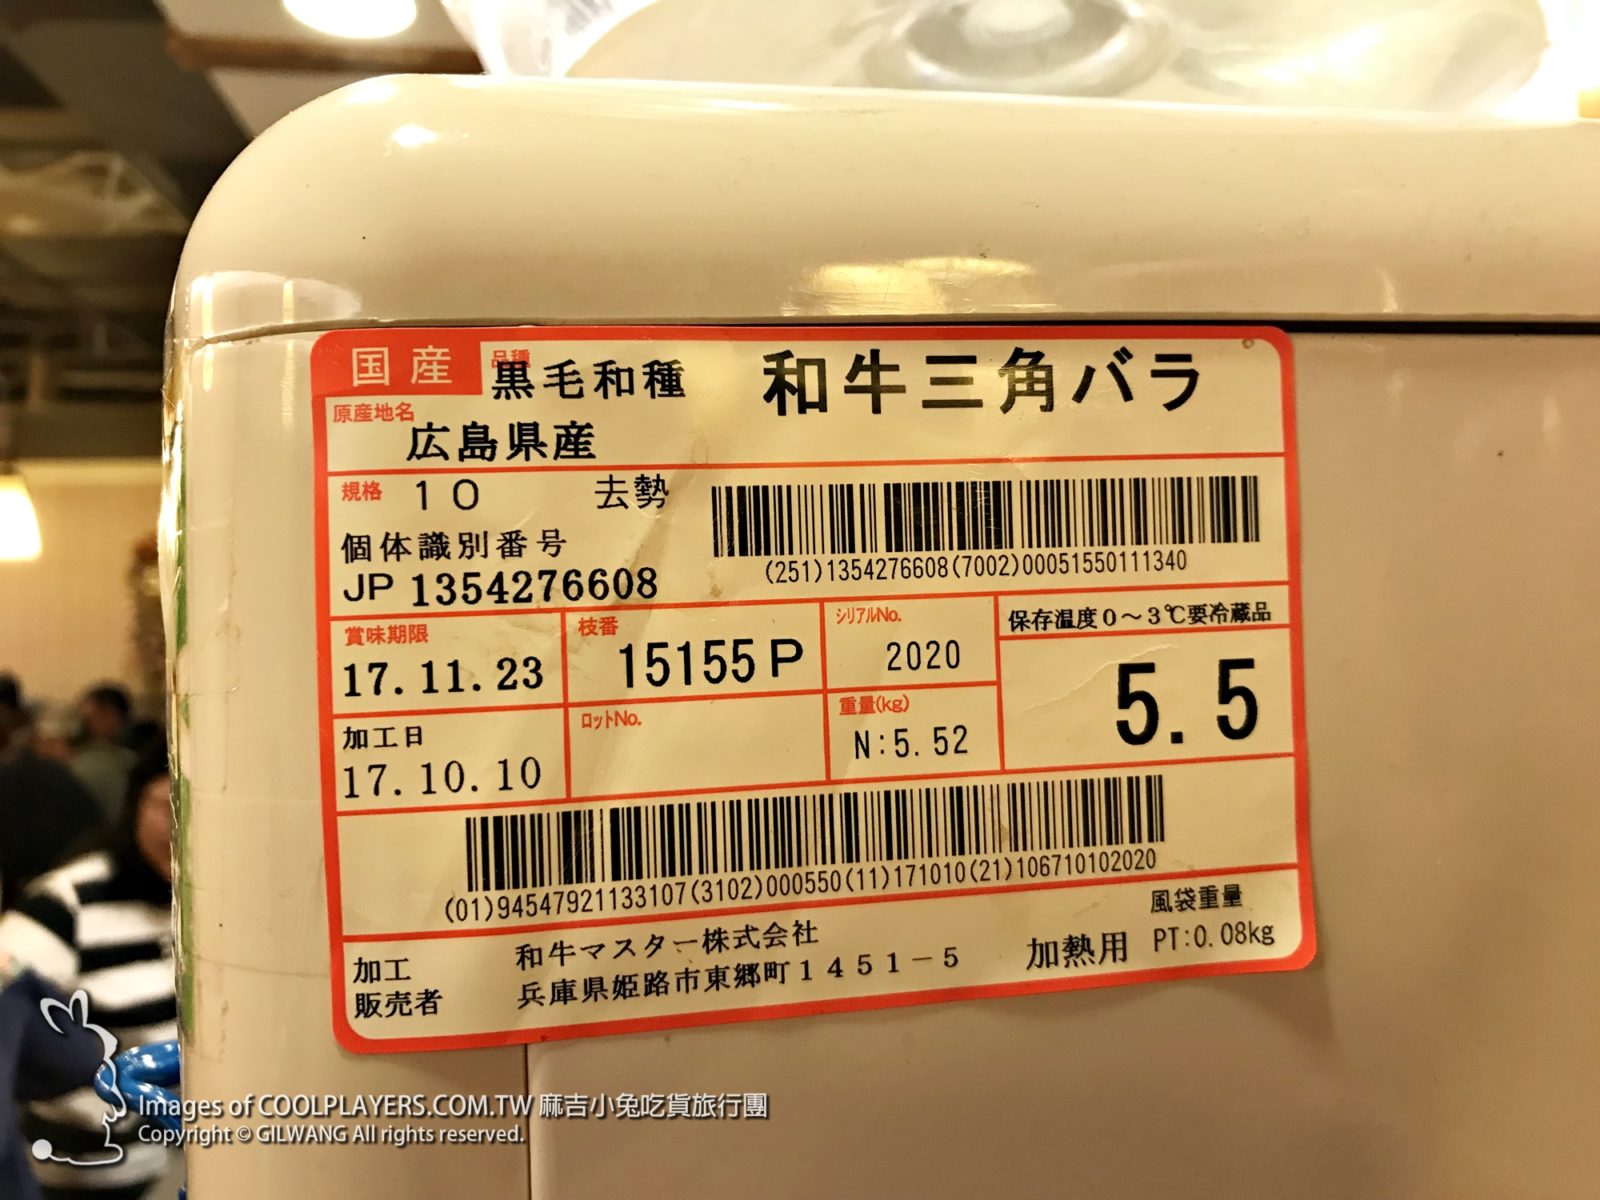 国産
品種
黒毛和種
和牛三角バラ
原産地名
広島県産
規格 10 去勢
個体識別番号
JP 1354276608
(251)1354276608(7002)00051550111340
賞味期限
17.11.23
枝番
15155P
シリアルNo.
2020
保存温度0～3℃要冷蔵品
5.5
加工日
17.10.10
ロットNo.
重量(kg)
N:5.52
(01)94547921133107(3102)000550(11)171010(21)106710102020
加工
販売者
和牛マスター株式会社
兵庫県姫路市東郷町1451-5
加熱用
風袋重量
PT:0.08kg
Images of COOLPLAYERS.COM.TW 麻吉小兔吃貨旅行團
Copyright © GILWANG All rights reserved.